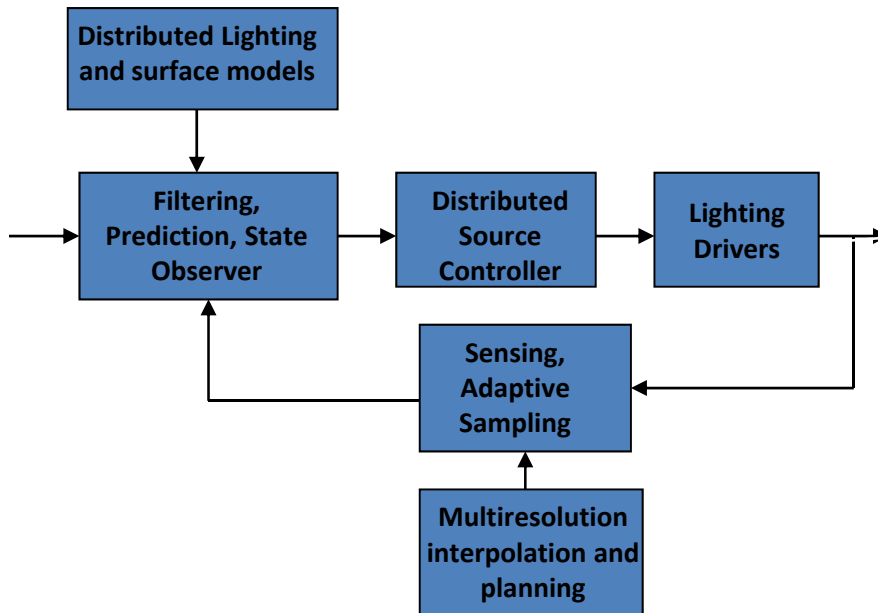 Distributed Lighting
and surface models
Filtering,
Prediction, State
Observer
Distributed
Source
Controller
Lighting
Drivers
Sensing,
Adaptive
Sampling
Multiresolution
interpolation and
planning